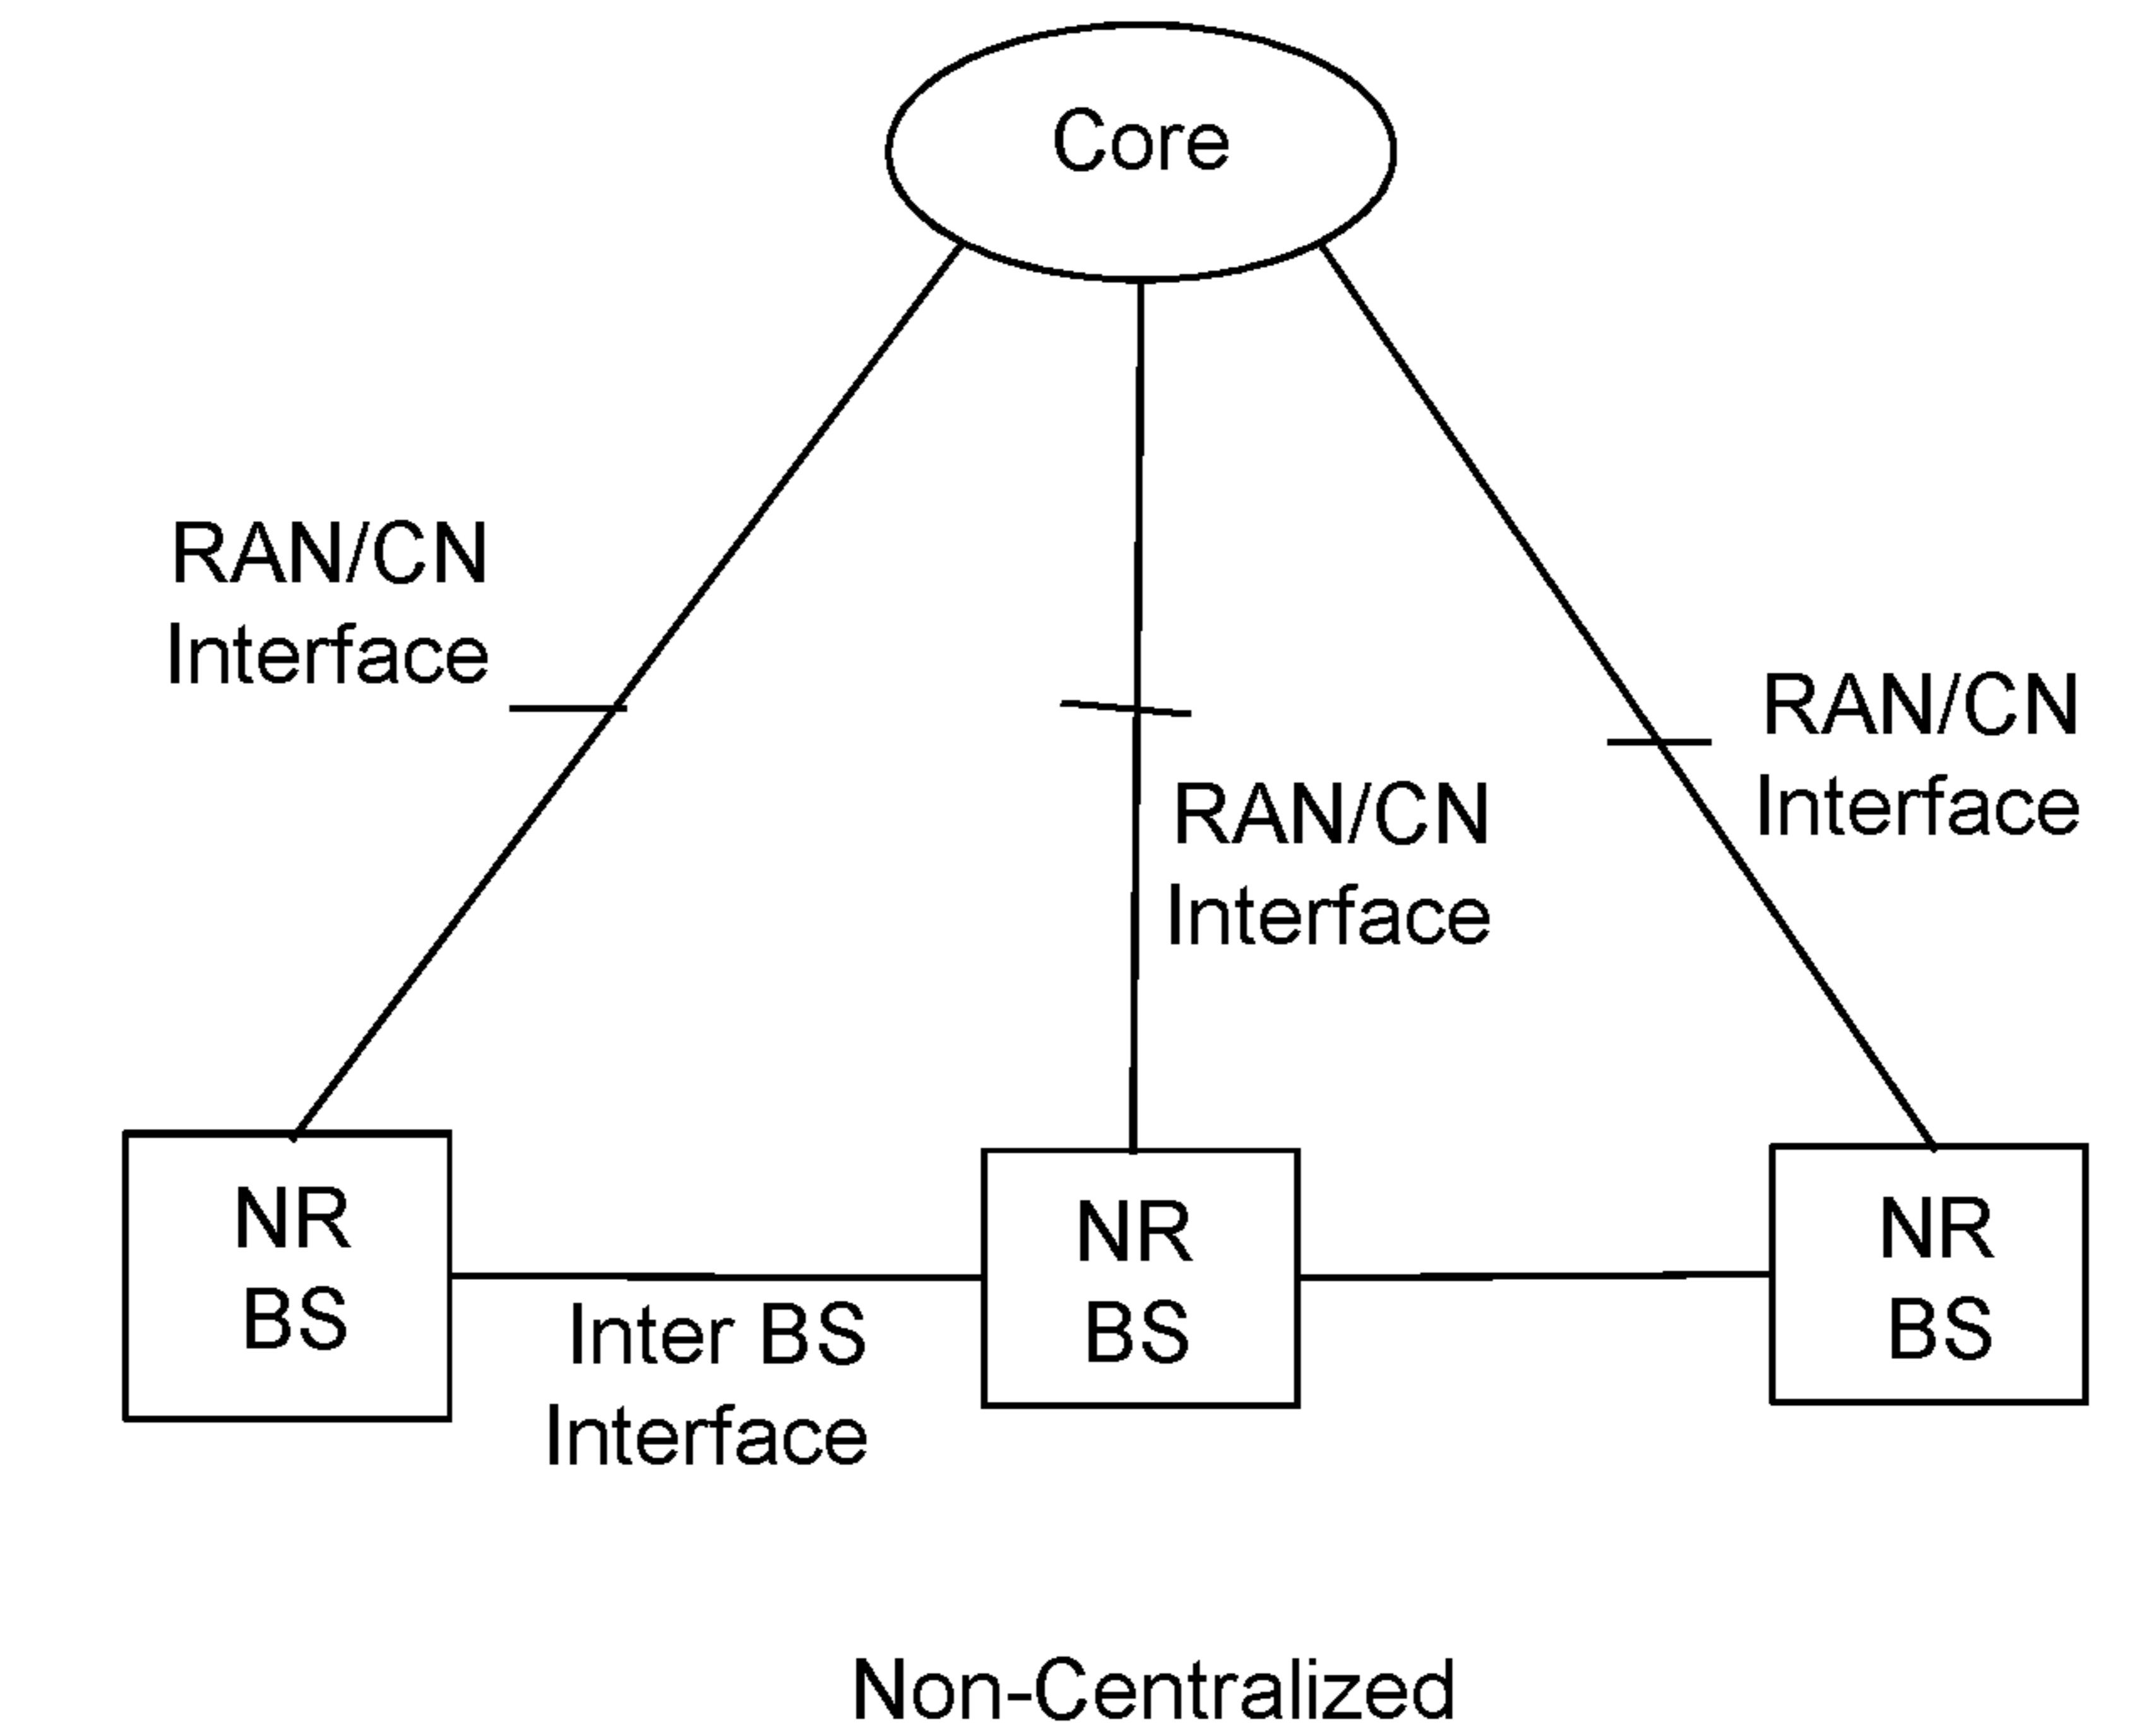 Core
RAN/CN
Interface
RAN/CN
Interface
RAN/CN
Interface
NR
BS
Inter BS
Interface
NR
BS
NR
BS
Non-Centralized